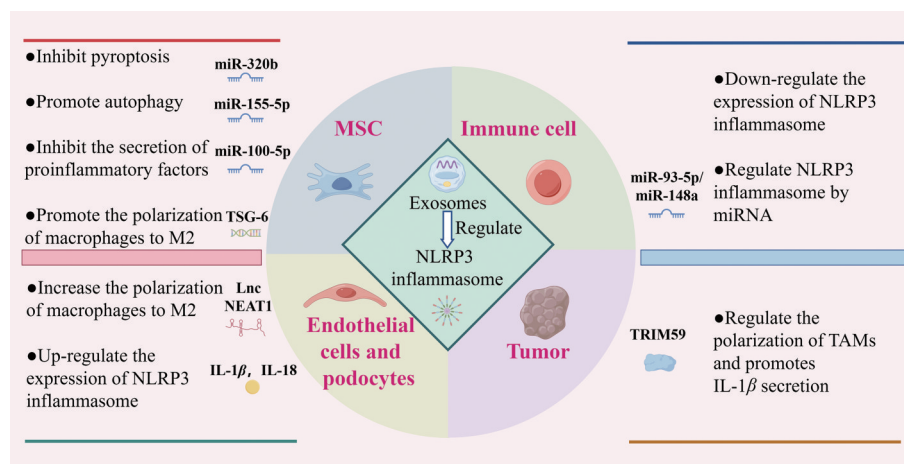 ●Inhibit pyroptosis
miR-320b
●Promote autophagy
miR-155-5p
●Inhibit the secretion of
proinflammatory factors
miR-100-5p
●Promote the polarization
of macrophages to M2
TSG-6
●Increase the polarization
of macrophages to M2
Lnc
NEAT1
●Up-regulate the
expression of NLRP3
inflammasome
IL-1β, IL-18
MSC
Immune cell
Exosomes
Regulate
NLRP3
inflammasome
Endothelial
cells and
podocytes
Tumor
●Down-regulate the
expression of NLRP3
inflammasome
miR-93-5p/
miR-148a
●Regulate NLRP3
inflammasome by
miRNA
TRIM59
●Regulate the
polarization of TAMs
and promotes
IL-1β secretion